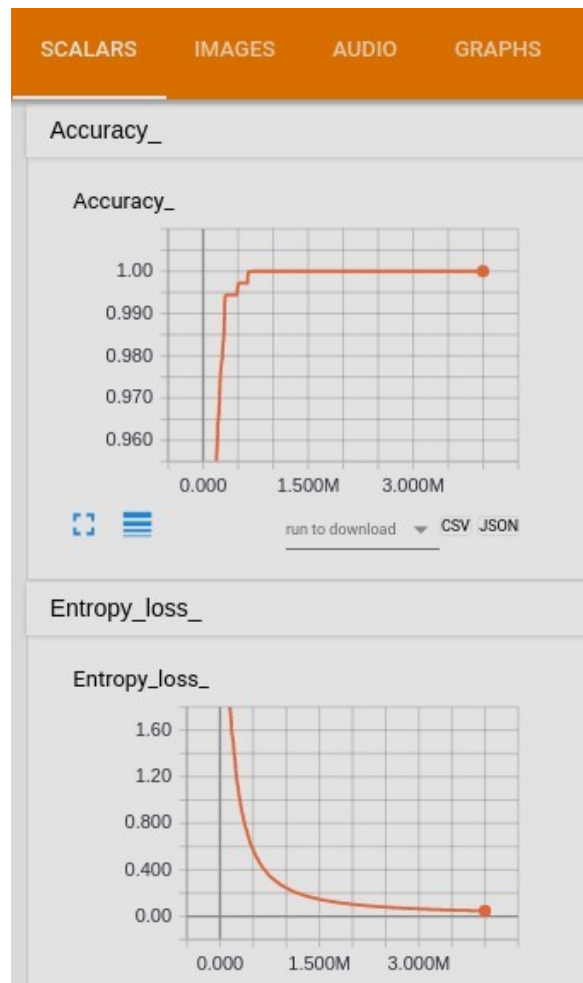 SCALARS IMAGES AUDIO GRAPHS
Accuracy_
Accuracy_
1.00
0.990
0.980
0.970
0.960
0.000 1.500M 3.000M
run to download CSV JSON
Entropy_loss_
Entropy_loss_
1.60
1.20
0.800
0.400
0.00
0.000 1.500M 3.000M